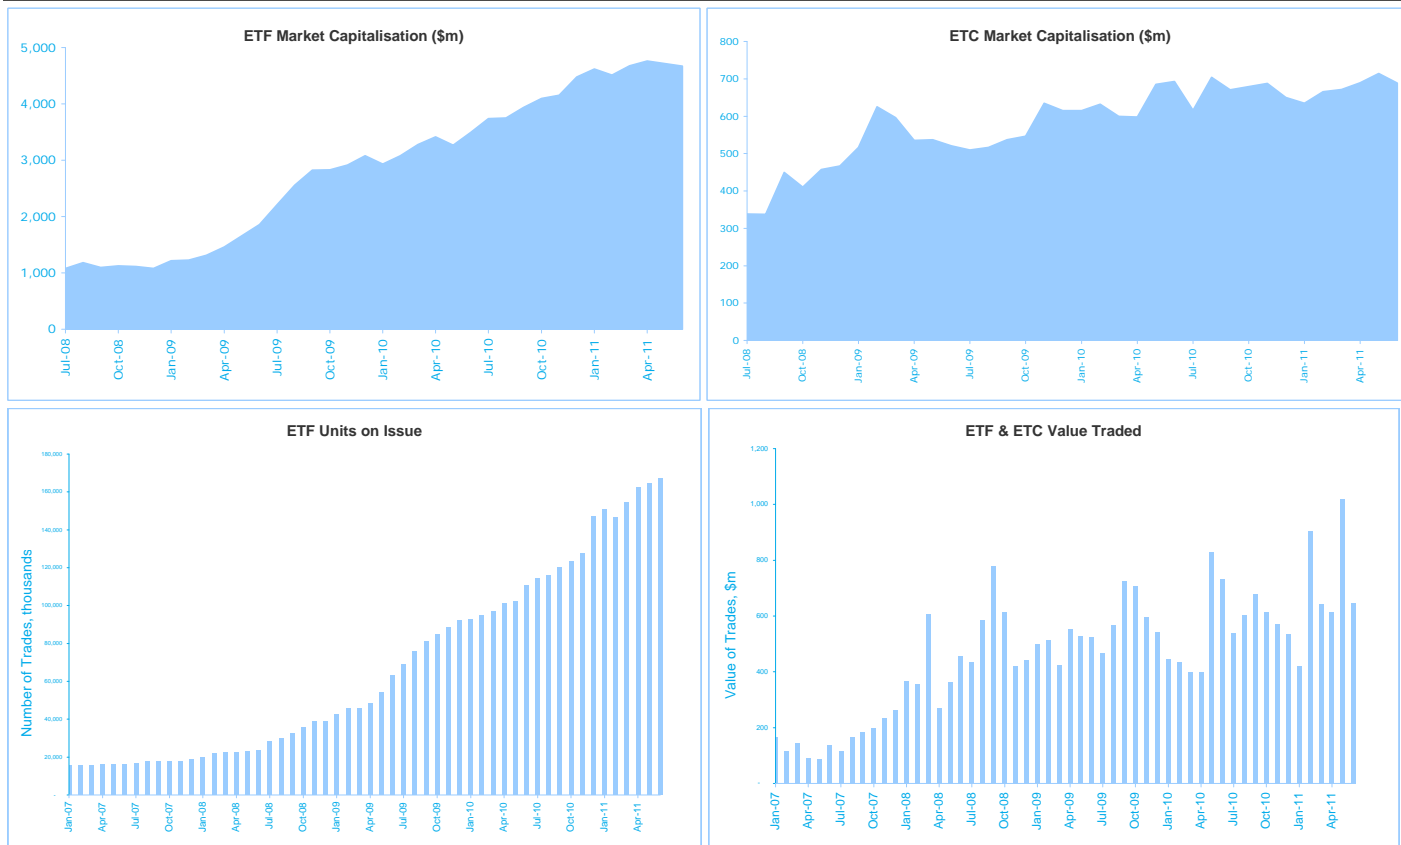 ETF Market Capitalisation ($m)
5,000
4,000
3,000
2,000
1,000
0
Jul-08
Oct-08
Jan-09
Apr-09
Jul-09
Oct-09
Jan-10
Apr-10
Jul-10
Oct-10
Jan-11
Apr-11
ETC Market Capitalisation ($m)
800
700
600
500
400
300
200
100
0
Jul-08
Oct-08
Jan-09
Apr-09
Jul-09
Oct-09
Jan-10
Apr-10
Jul-10
Oct-10
Jan-11
Apr-11
ETF Units on Issue
Number of Trades, thousands
180,000
160,000
140,000
120,000
100,000
80,000
60,000
40,000
20,000
-
Jan-07
Apr-07
Jul-07
Oct-07
Jan-08
Apr-08
Jul-08
Oct-08
Jan-09
Apr-09
Jul-09
Oct-09
Jan-10
Apr-10
Jul-10
Oct-10
Jan-11
Apr-11
ETF & ETC Value Traded
Value of Trades, $m
1,200
1,000
800
600
400
200
-
Jan-07
Apr-07
Jul-07
Oct-07
Jan-08
Apr-08
Jul-08
Oct-08
Jan-09
Apr-09
Jul-09
Oct-09
Jan-10
Apr-10
Jul-10
Oct-10
Jan-11
Apr-11